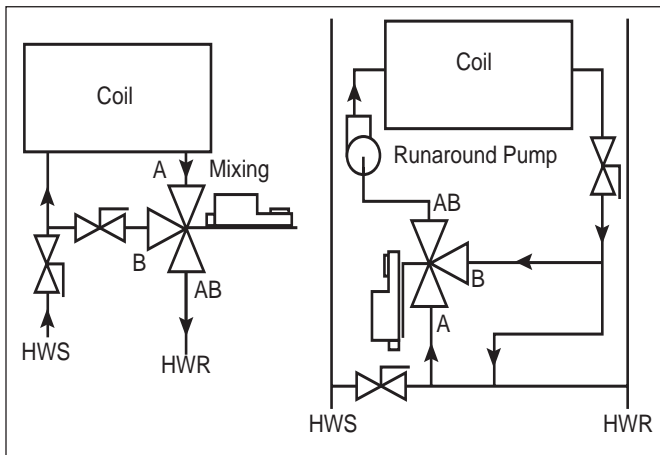 Coil
A
Mixing
B
AB
HWS
HWR
Coil
Runaround Pump
AB
B
A
HWS
HWR